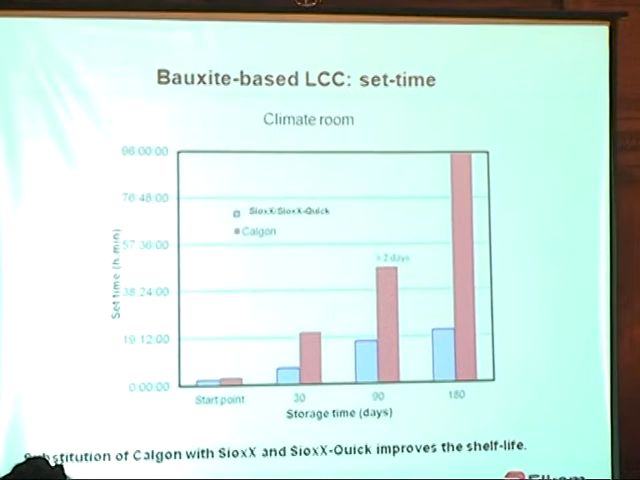 Bauxite-based LCC: set-time
Climate room
96:00:00
76:48:00
57:36:00
38:24:00
19:12:00
0:00:00
Set time (h:min)
SioxX/SioxX-Quick
Calgon
>2 days
Start point 30 90 180
Storage time (days)
Substitution of Calgon with SioxX and SioxX-Quick improves the shelf-life.
Elkem